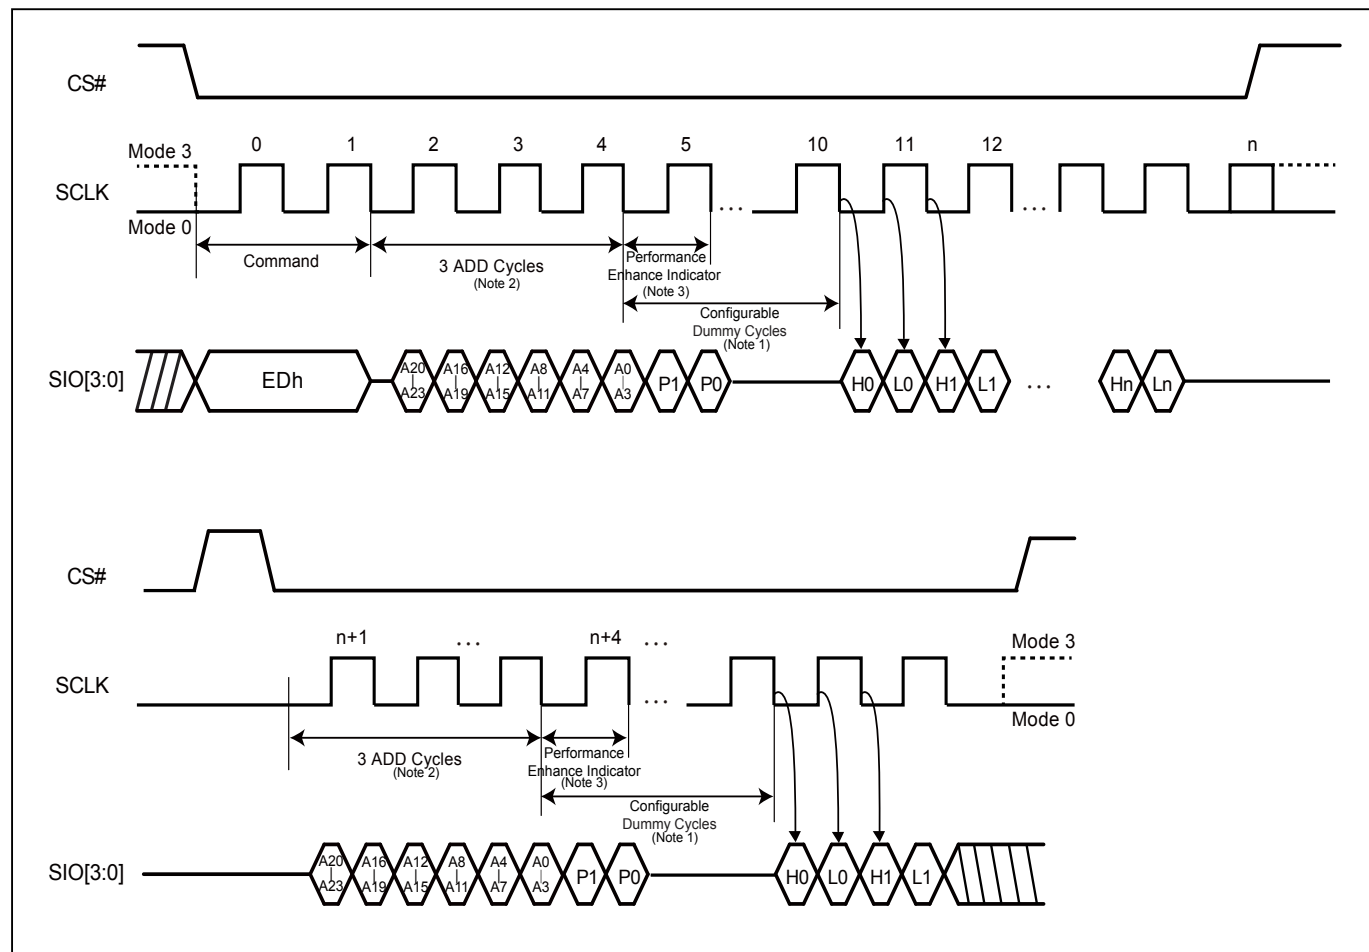 CS#
0 1 2 3 4 5 10 11 12 n
Mode 3
SCLK
Mode 0
... ...
Command
3 ADD Cycles
(Note 2)
Performance
Enhance Indicator
(Note 3)
Configurable
Dummy Cycles
(Note 1)
SIO[3:0]
EDh
A20 | A23
A16 | A19
A12 | A15
A8 | A11
A4 | A7
A0 | A3
P1 P0 H0 L0 H1 L1 ... Hn Ln
CS#
n+1 ... n+4 ...
Mode 3
SCLK
...
Mode 0
3 ADD Cycles
(Note 2)
Performance
Enhance Indicator
(Note 3)
Configurable
Dummy Cycles
(Note 1)
SIO[3:0]
A20 | A23
A16 | A19
A12 | A15
A8 | A11
A4 | A7
A0 | A3
P1 P0 H0 L0 H1 L1